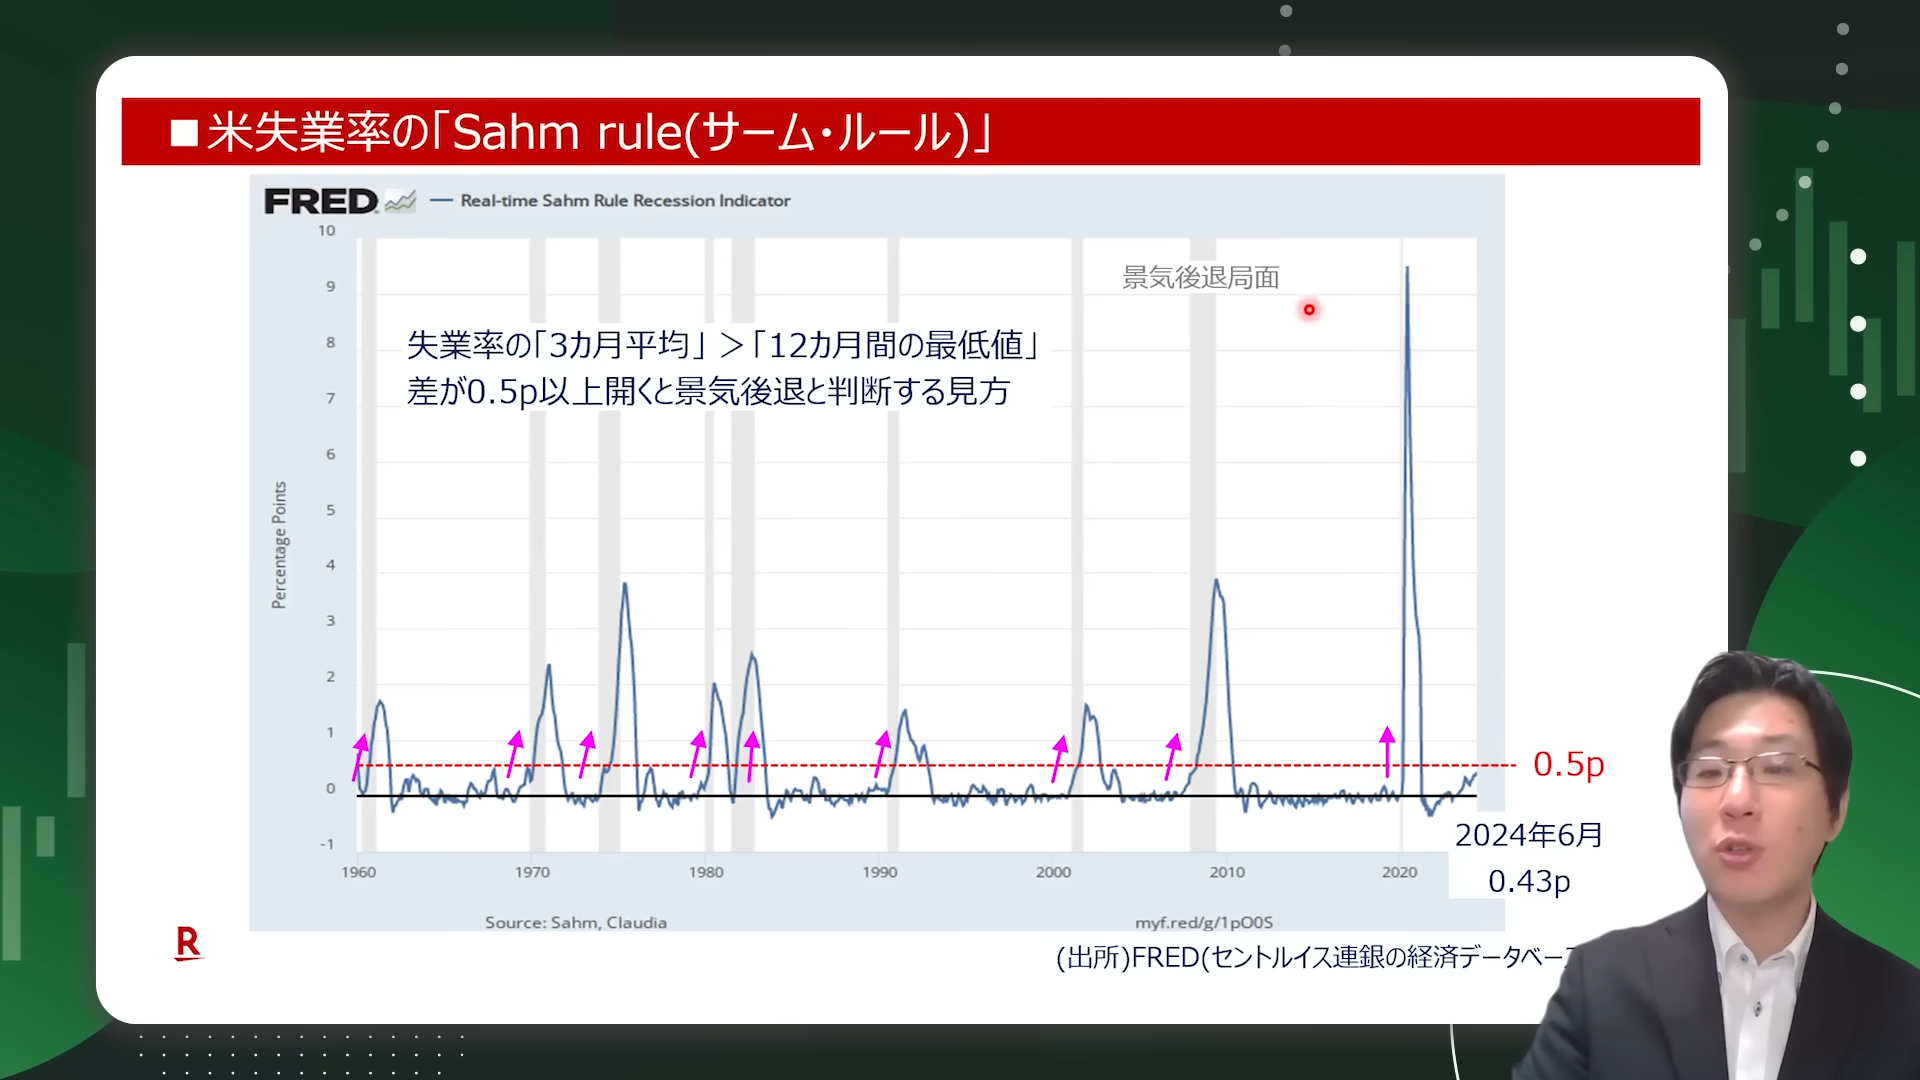 ■米失業率の「Sahm rule(サーム・ルール)」
FRED
Real-time Sahm Rule Recession Indicator
10
9
8
7
6
5
4
3
2
1
0
-1
Percentage Points
景気後退局面
失業率の「3カ月平均」＞「12カ月間の最低値」
差が0.5p以上開くと景気後退と判断する見方
0.5p
2024年6月
0.43p
1960 1970 1980 1990 2000 2010 2020
Source: Sahm, Claudia
myf.red/g/1pO0S
R
(出所)FRED(セントルイス連銀の経済データベー